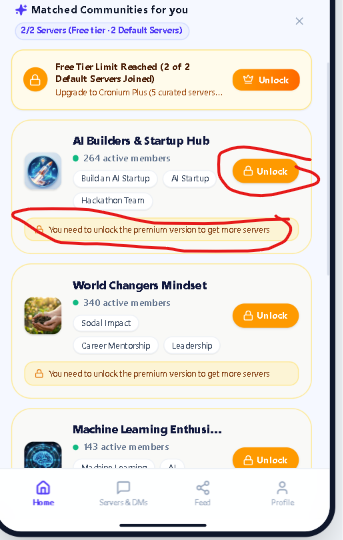 Matched Communities for you
2/2 Servers (Free tier · 2 Default Servers)
Free Tier Limit Reached (2 of 2
Default Servers Joined)
Upgrade to Cronium Plus (5 curated servers...
Unlock
AI Builders & Startup Hub
264 active members
Build an AI Startup
AI Startup
Hackathon Team
Unlock
You need to unlock the premium version to get more servers
World Changers Mindset
340 active members
Social Impact
Career Mentorship
Leadership
Unlock
You need to unlock the premium version to get more servers
Machine Learning Enthusi...
143 active members
Machine Learning
AI
Unlock
Home
Servers & DMs
Feed
Profile